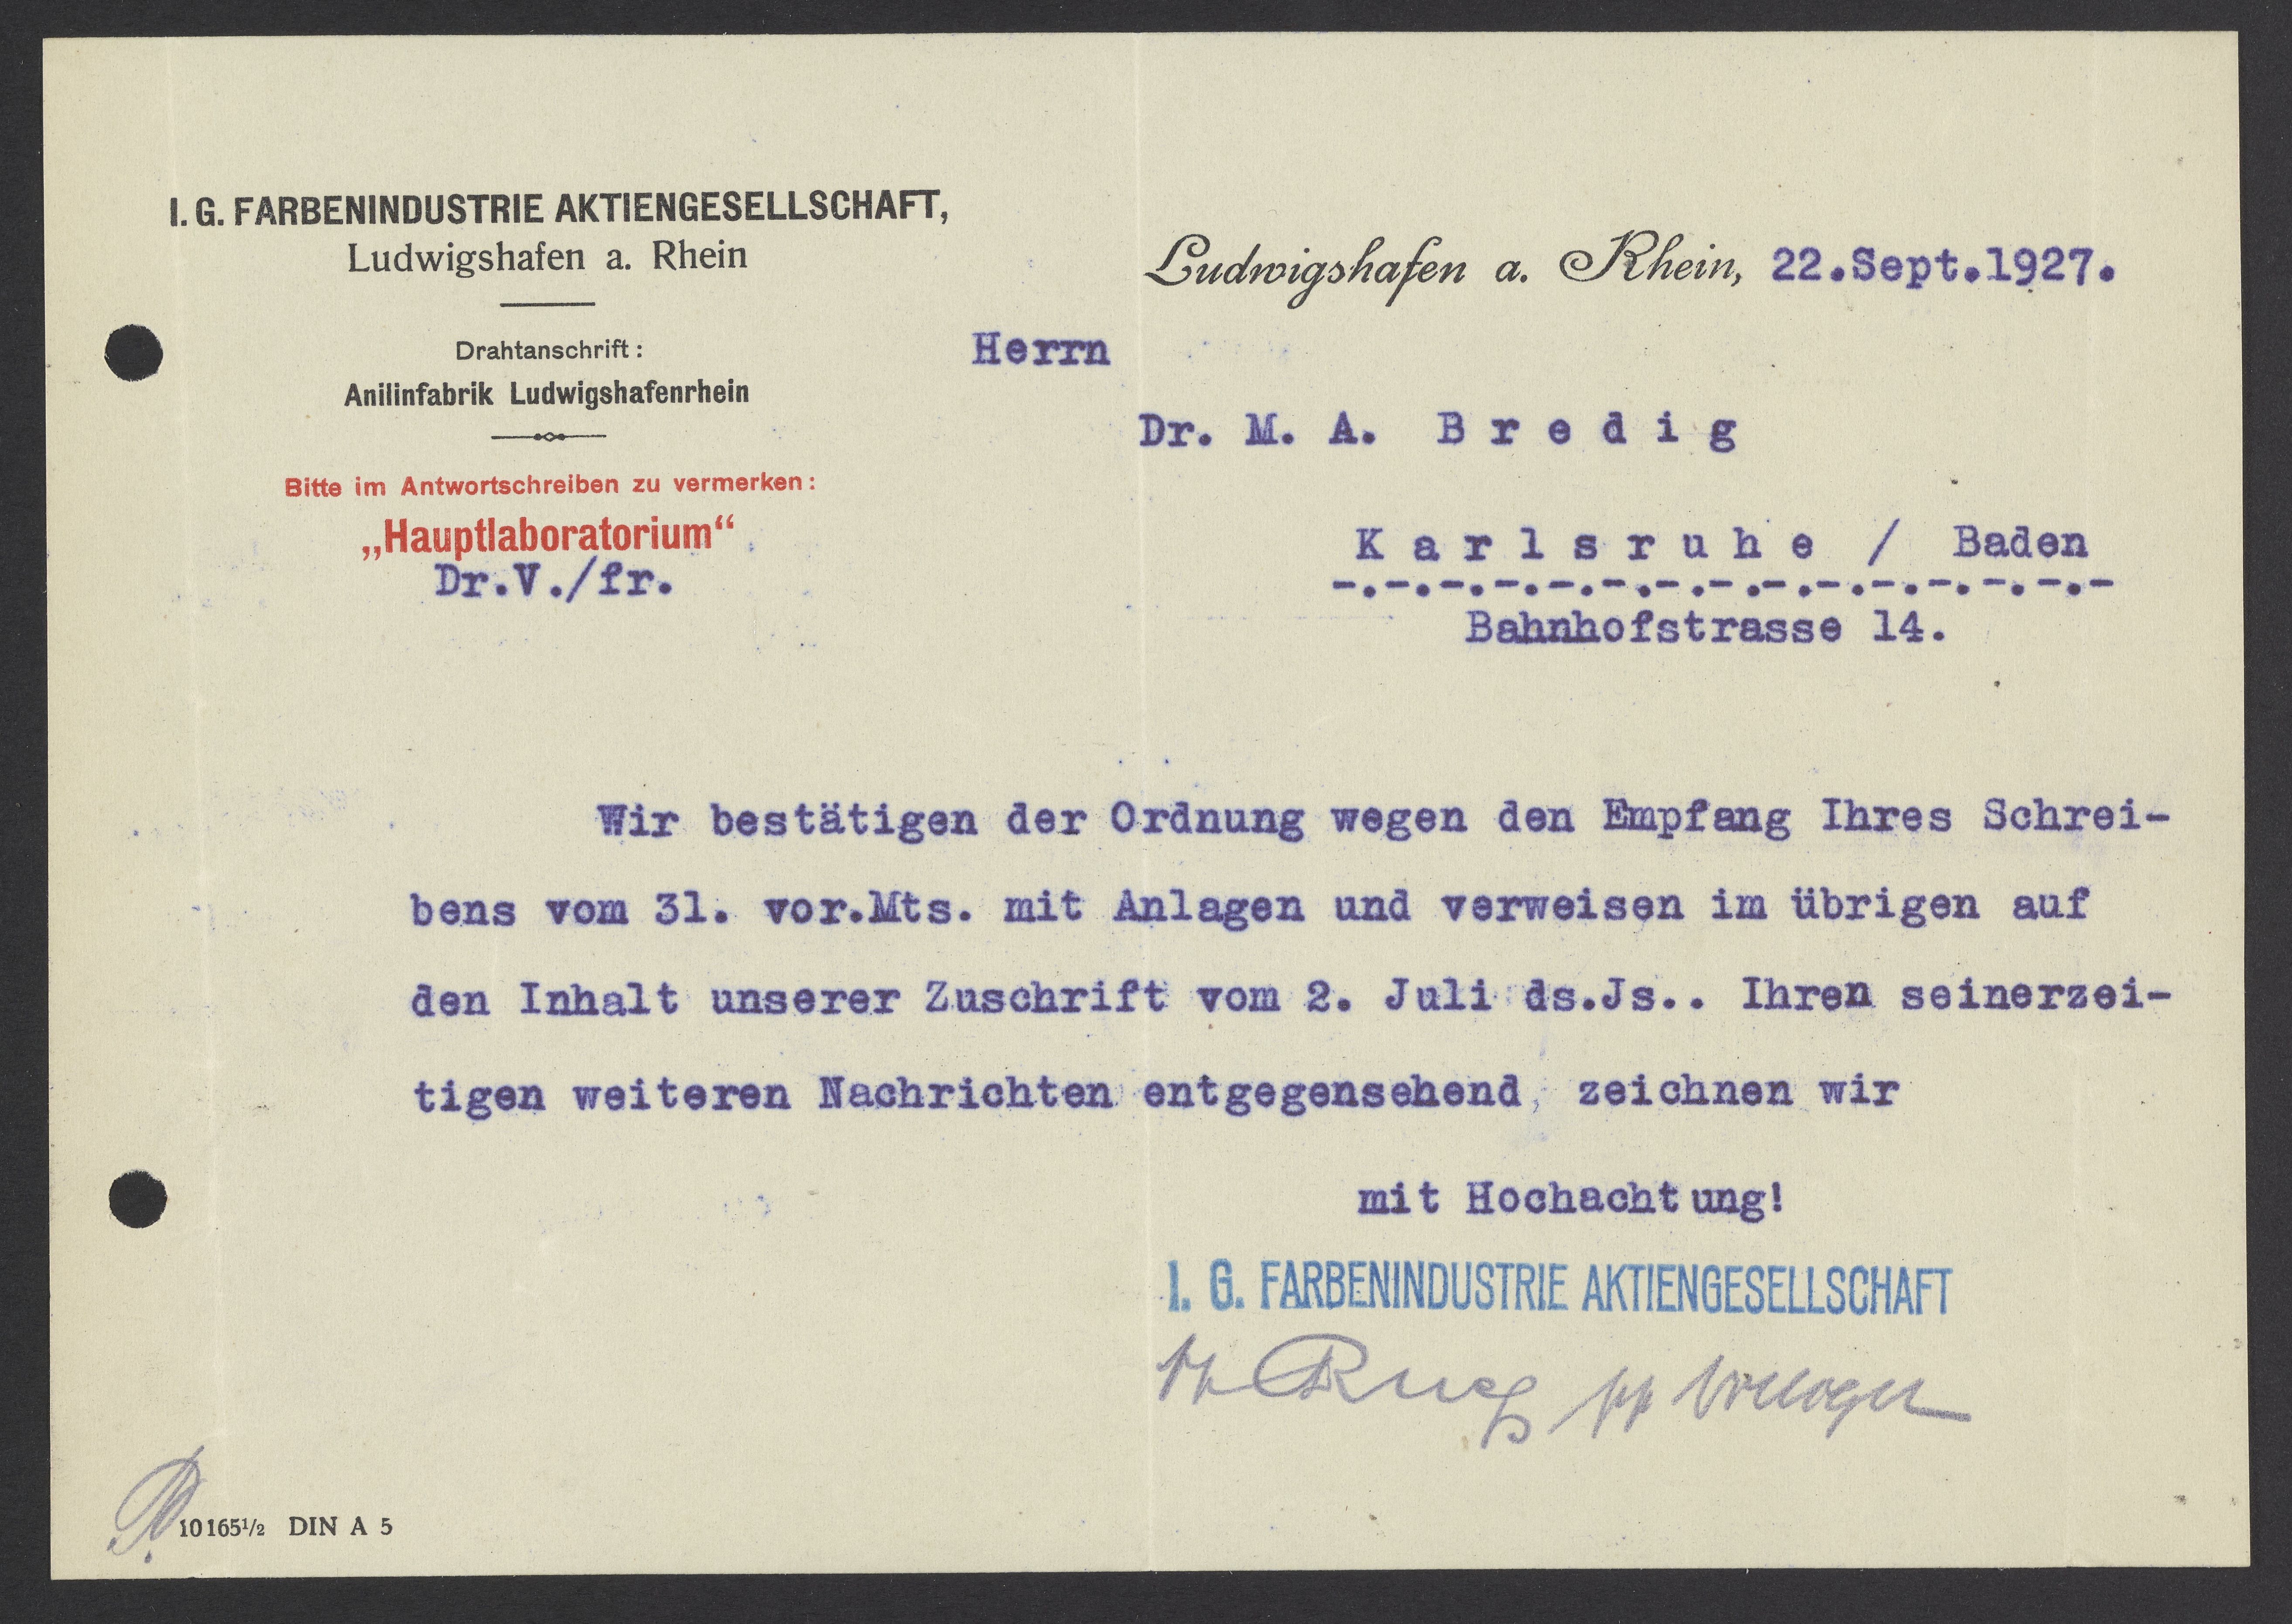 I. G. FARBENINDUSTRIE AKTIENGESELLSCHAFT,
Ludwigshafen a. Rhein
Drahtanschrift:
Anilinfabrik Ludwigshafenrhein
Bitte im Antwortschreiben zu vermerken:
„Hauptlaboratorium“
Dr.V./fr.
Ludwigshafen a. Rhein, 22.Sept.1927.
Herrn
Dr. M. A. B r e d i g
K a r l s r u h e / Baden
-.-.-.-.-.-.-.-.-.-.-.-.-.-.-
Bahnhofstrasse 14.
Wir bestätigen der Ordnung wegen den Empfang Ihres Schrei-
bens vom 31. vor.Mts. mit Anlagen und verweisen im übrigen auf
den Inhalt unserer Zuschrift vom 2. Juli ds.Js.. Ihren seinerzei-
tigen weiteren Nachrichten entgegensehend, zeichnen wir
mit Hochachtung!
I. G. FARBENINDUSTRIE AKTIENGESELLSCHAFT
10165½ DIN A 5